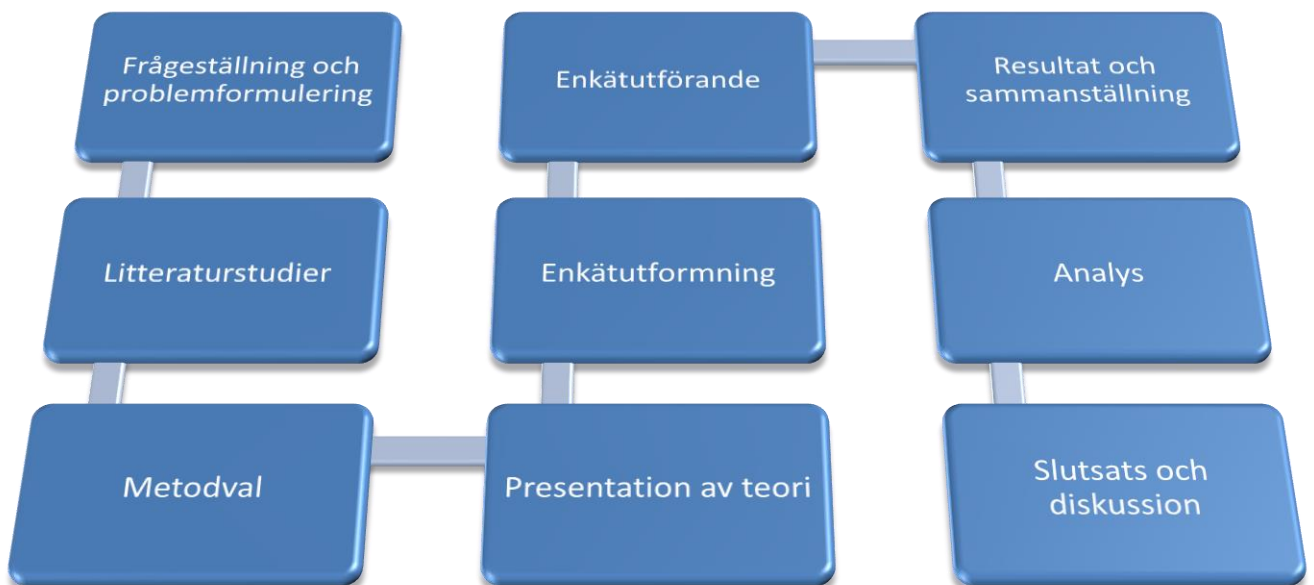 Frågeställning och
problemformulering
Litteraturstudier
Metodval
Presentation av teori
Enkätutformning
Enkätutförande
Resultat och
sammanställning
Analys
Slutsats och
diskussion